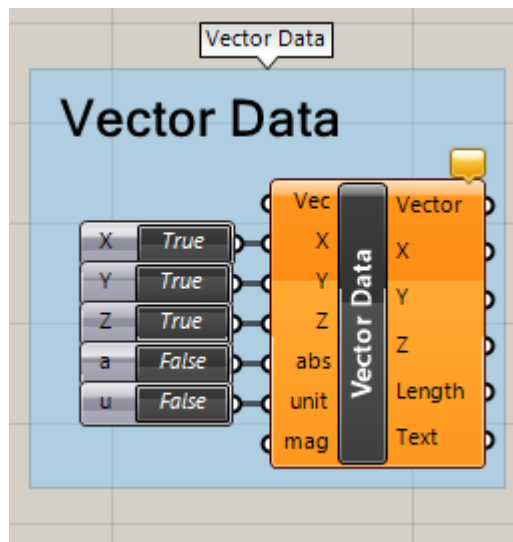 Vector Data
Vector Data
Vec Vector
X True X X
Y True Y Y
Z True Z Z
a False abs
u False unit Length
mag Text
Vector Data